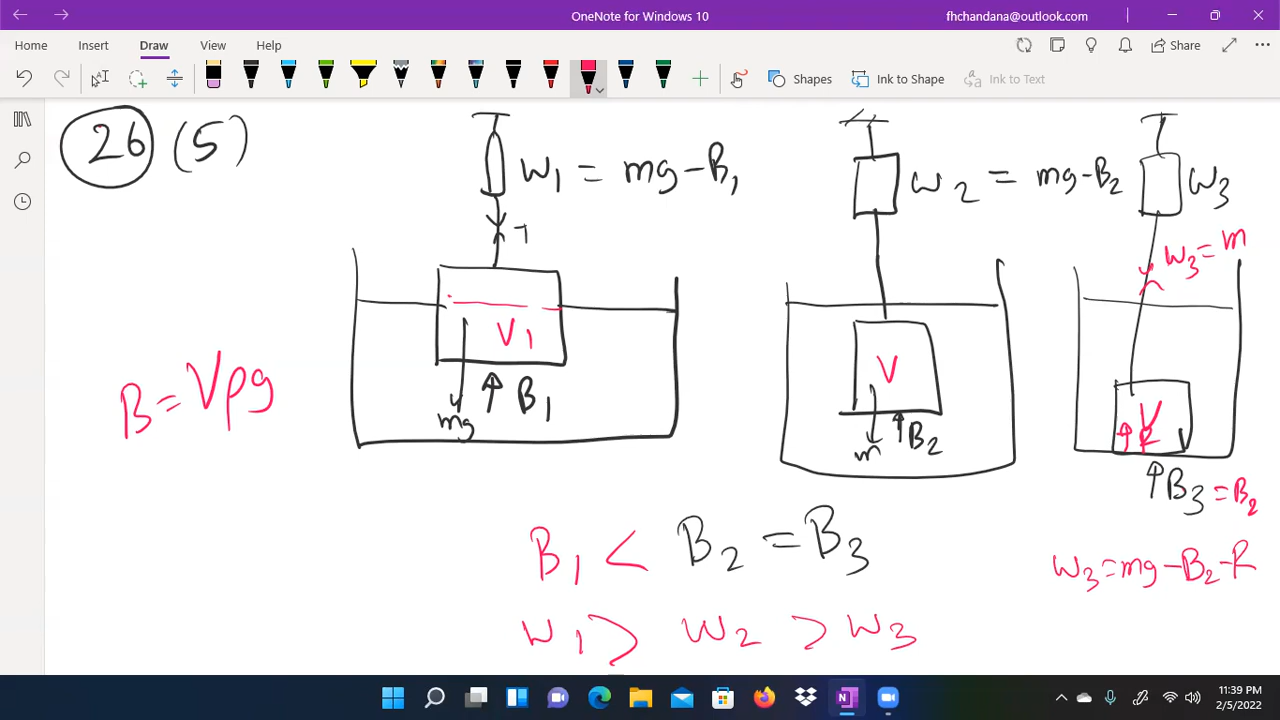 OneNote for Windows 10
fhchandana@outlook.com
Home Insert Draw View Help
Share
Shapes
Ink to Shape
Ink to Text
26 (5)
W1 = mg-B1
W2 = mg-B2
W3
T
W3 = m
V1
V
V
R
B = Vρg
mg
B1
m
B2
B3 = B2
B1 < B2 = B3
W3 = mg-B2-R
W1 > W2 > W3
11:39 PM
2/5/2022